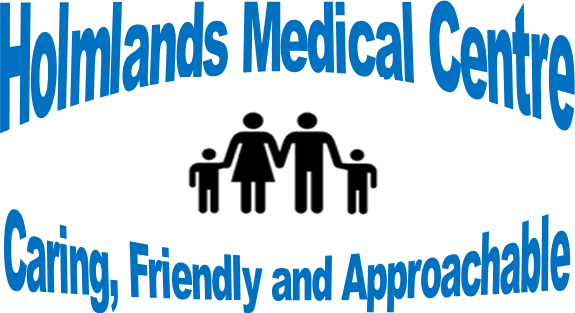 Holmlands Medical Centre
Caring, Friendly and Approachable